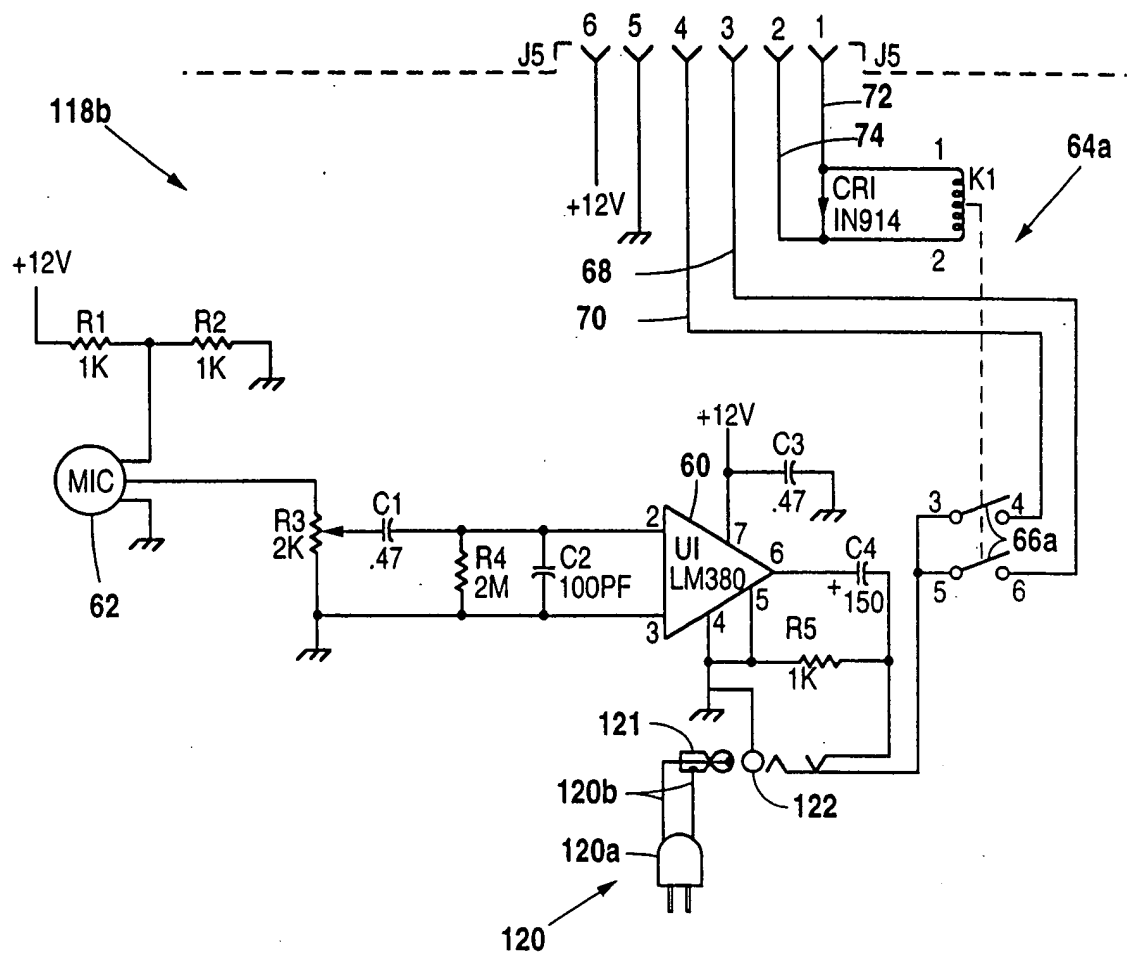 6 5 4 3 2 1
J5 J5
72
118b
74
64a
1
K1
CRI
IN914
+12V
2
68
+12V
70
R1 R2
1K 1K
+12V
60
C3
.47
MIC
C1
3 4
R3
2K
.47
2
7
UI
6
C4
66a
R4
2M
C2
100PF
LM380
+
150
5 6
62
3
4
5
R5
1K
121
120b
122
120a
120